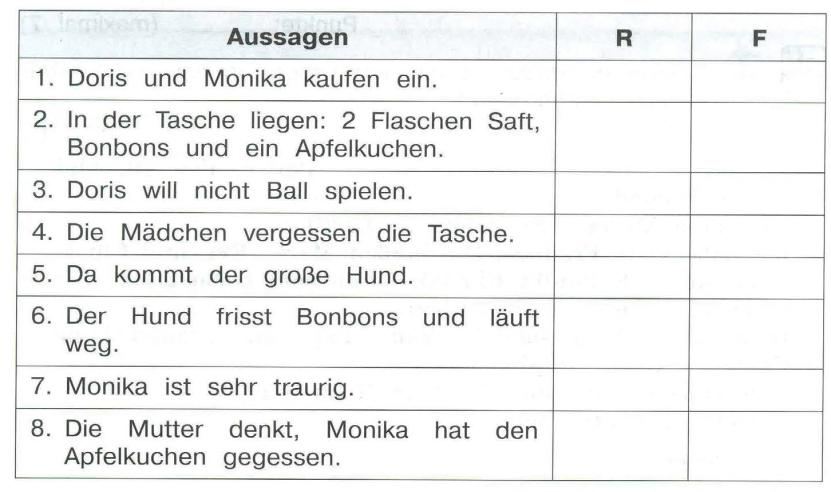 Punkte: (maximal 7)
Aussagen R F
1. Doris und Monika kaufen ein.
2. In der Tasche liegen: 2 Flaschen Saft,
Bonbons und ein Apfelkuchen.
3. Doris will nicht Ball spielen.
4. Die Mädchen vergessen die Tasche.
5. Da kommt der große Hund.
6. Der Hund frisst Bonbons und läuft
weg.
7. Monika ist sehr traurig.
8. Die Mutter denkt, Monika hat den
Apfelkuchen gegessen.